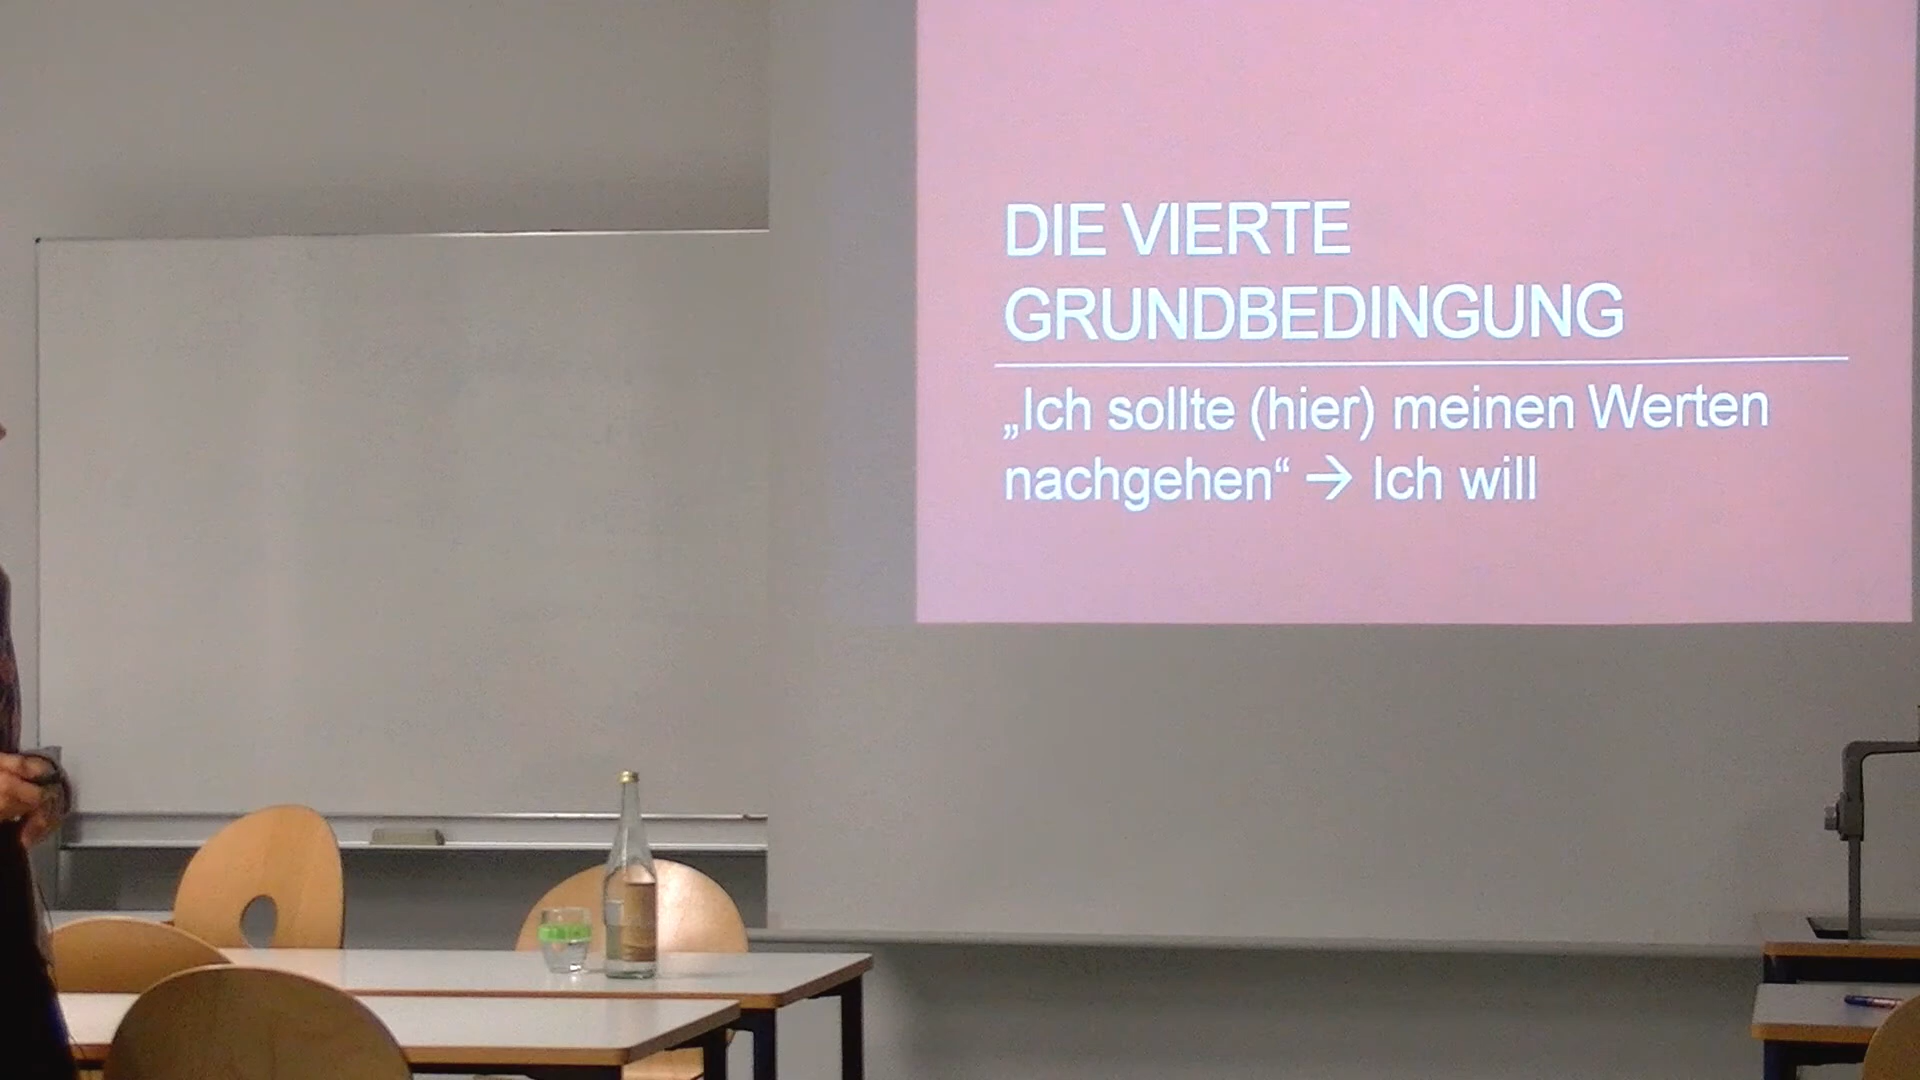 DIE VIERTE
GRUNDBEDINGUNG
„Ich sollte (hier) meinen Werten
nachgehen“ → Ich will